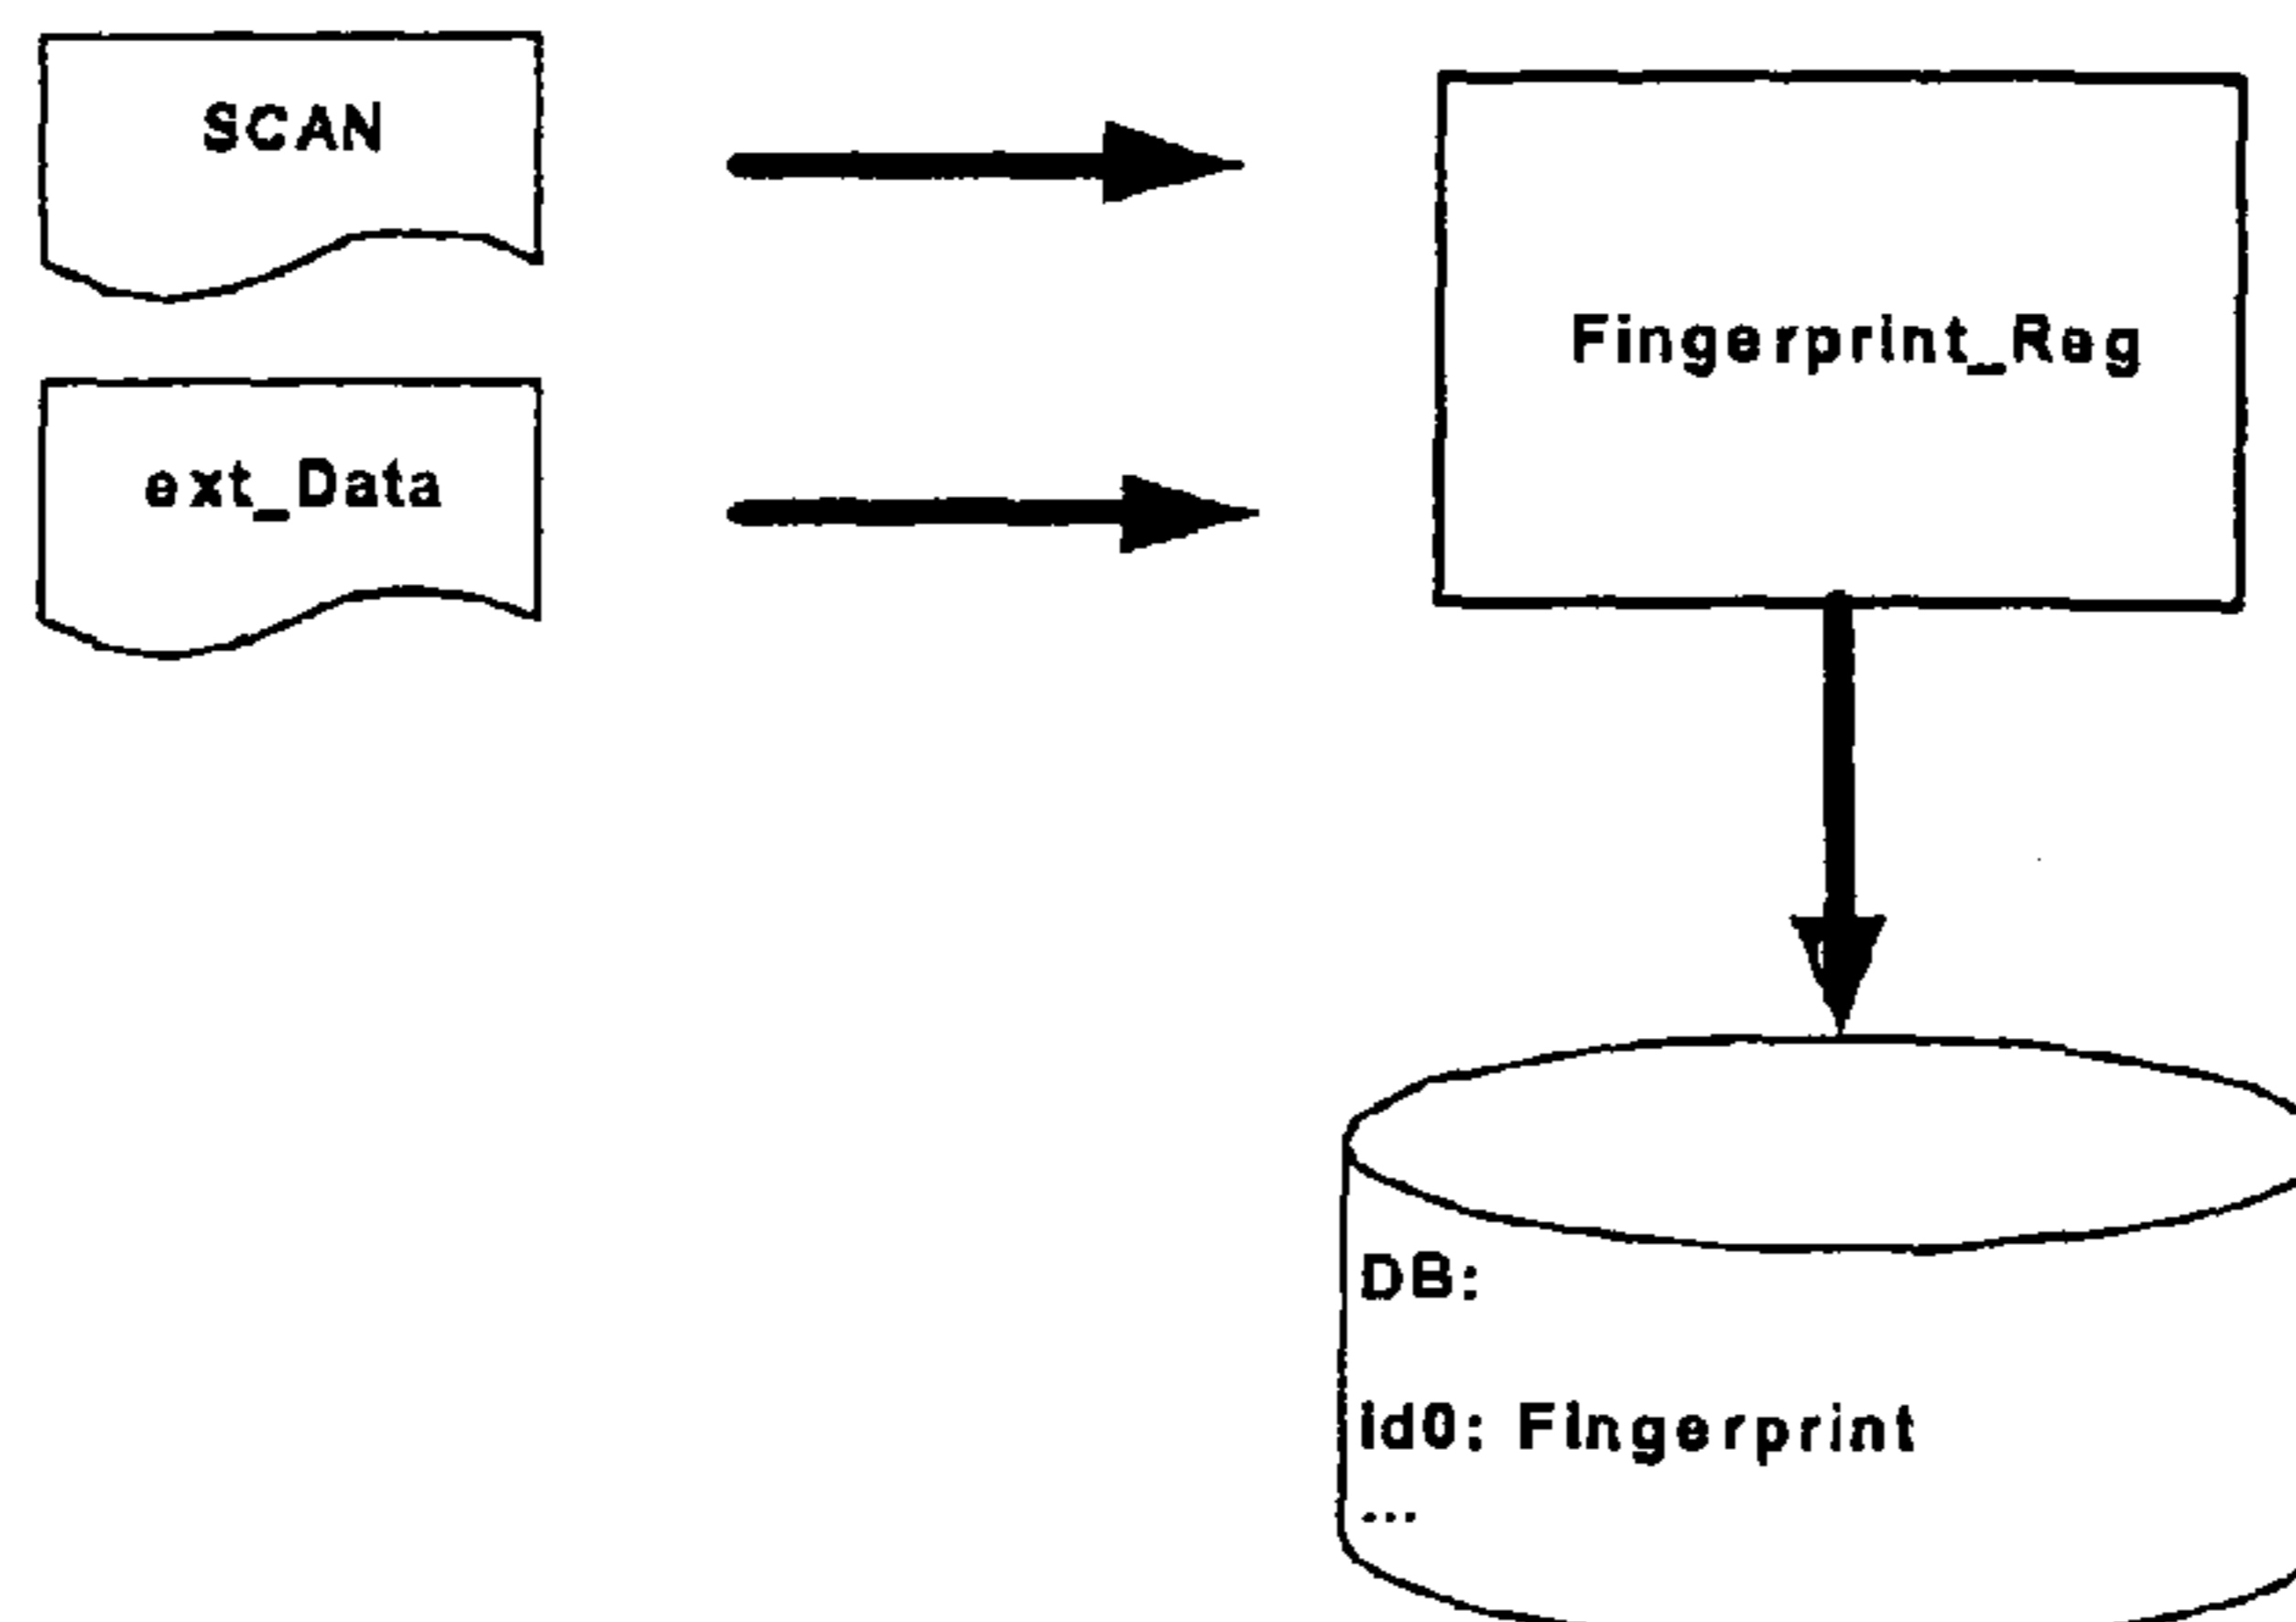 SCAN
Fingerprint_Reg
ext_Data
DB:
id0: Fingerprint
...